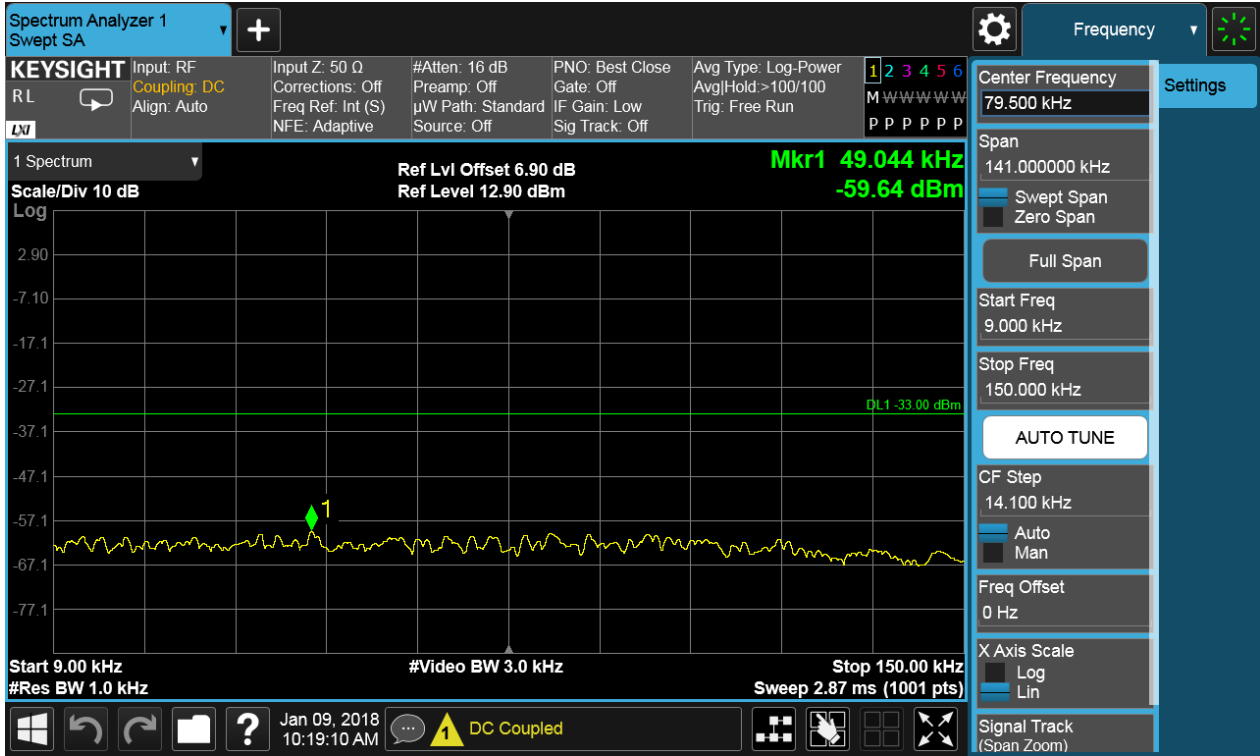 Spectrum Analyzer 1
Swept SA
+
Frequency
KEYSIGHT
RL
LXI
Input: RF
Coupling: DC
Align: Auto
Input Z: 50 Ω
Corrections: Off
Freq Ref: Int (S)
NFE: Adaptive
#Atten: 16 dB
Preamp: Off
µW Path: Standard
Source: Off
PNO: Best Close
Gate: Off
IF Gain: Low
Sig Track: Off
Avg Type: Log-Power
Avg|Hold:>100/100
Trig: Free Run
1 2 3 4 5 6
M W W W W W
P P P P P P
1 Spectrum
Scale/Div 10 dB
Log
Ref Lvl Offset 6.90 dB
Ref Level 12.90 dBm
Mkr1 49.044 kHz
-59.64 dBm
2.90
-7.10
-17.1
-27.1
-37.1
-47.1
-57.1
-67.1
-77.1
DL1 -33.00 dBm
1
Start 9.00 kHz
#Res BW 1.0 kHz
#Video BW 3.0 kHz
Stop 150.00 kHz
Sweep 2.87 ms (1001 pts)
Center Frequency
79.500 kHz
Span
141.000000 kHz
Swept Span
Zero Span
Full Span
Start Freq
9.000 kHz
Stop Freq
150.000 kHz
AUTO TUNE
CF Step
14.100 kHz
Auto
Man
Freq Offset
0 Hz
X Axis Scale
Log
Lin
Signal Track
(Span Zoom)
Settings
?
Jan 09, 2018
10:19:10 AM
1
DC Coupled